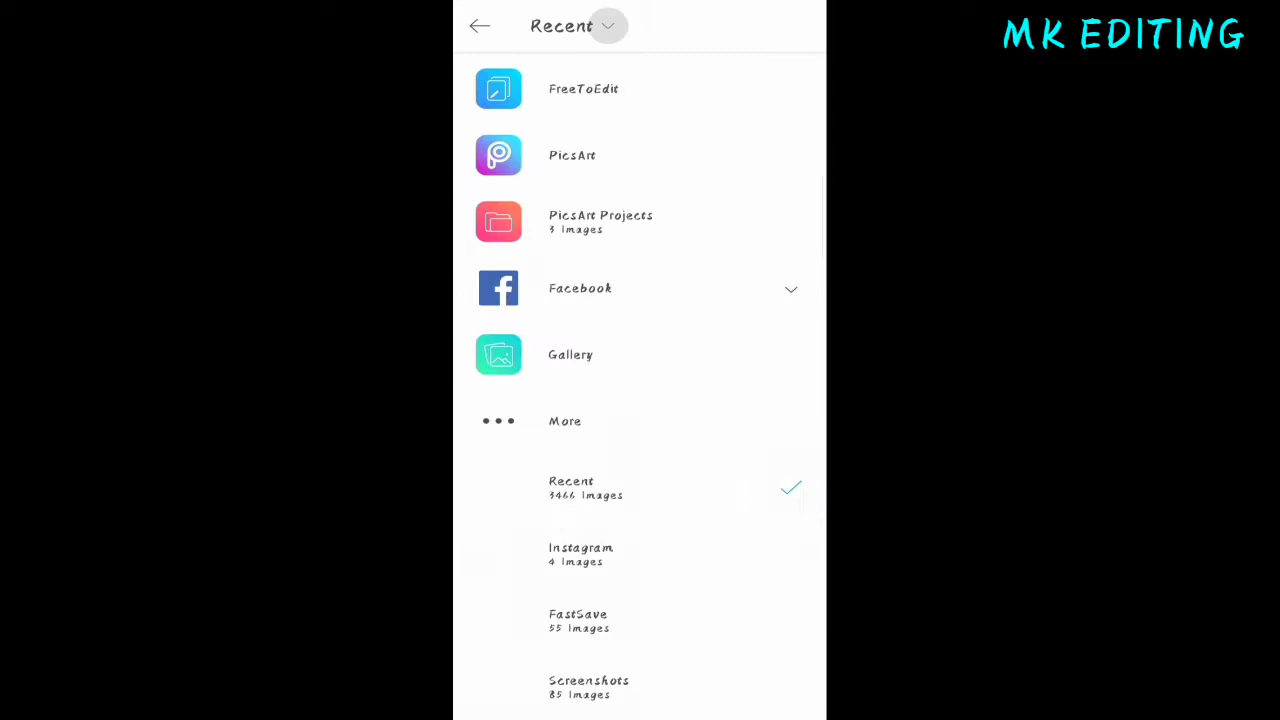 MK EDITING
Recent
FreeToEdit
PicsArt
PicsArt Projects
3 Images
Facebook
Gallery
More
Recent
3466 Images
Instagram
4 Images
FastSave
55 Images
Screenshots
85 Images